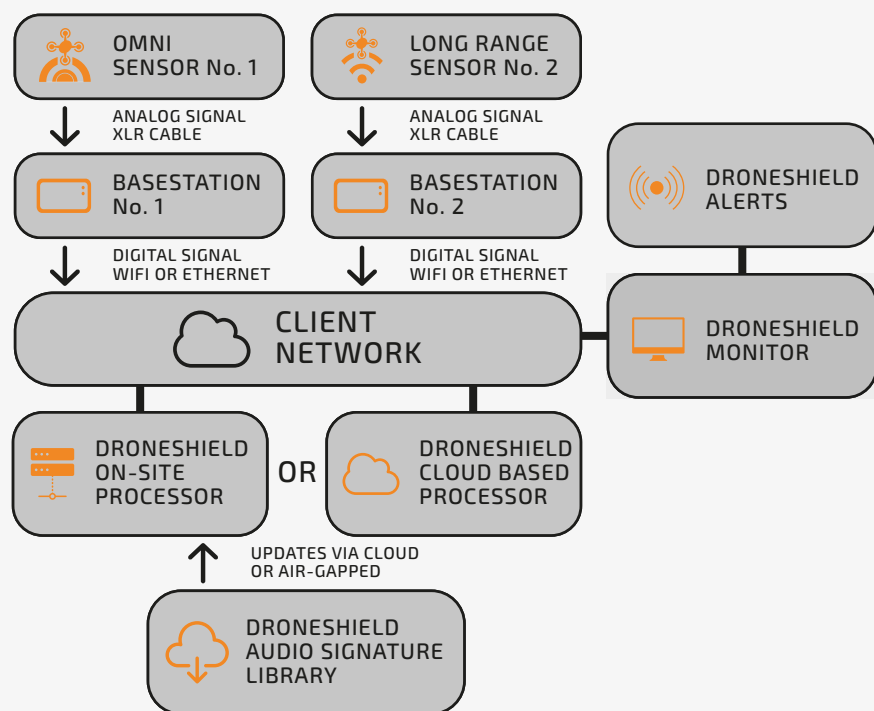 OMNI
SENSOR No. 1
LONG RANGE
SENSOR No. 2
ANALOG SIGNAL
XLR CABLE
ANALOG SIGNAL
XLR CABLE
BASESTATION
No. 1
BASESTATION
No. 2
DRONESHIELD
ALERTS
DIGITAL SIGNAL
WIFI OR ETHERNET
DIGITAL SIGNAL
WIFI OR ETHERNET
CLIENT
NETWORK
DRONESHIELD
MONITOR
DRONESHIELD
ON-SITE
PROCESSOR
OR
DRONESHIELD
CLOUD BASED
PROCESSOR
UPDATES VIA CLOUD
OR AIR-GAPPED
DRONESHIELD
AUDIO SIGNATURE
LIBRARY